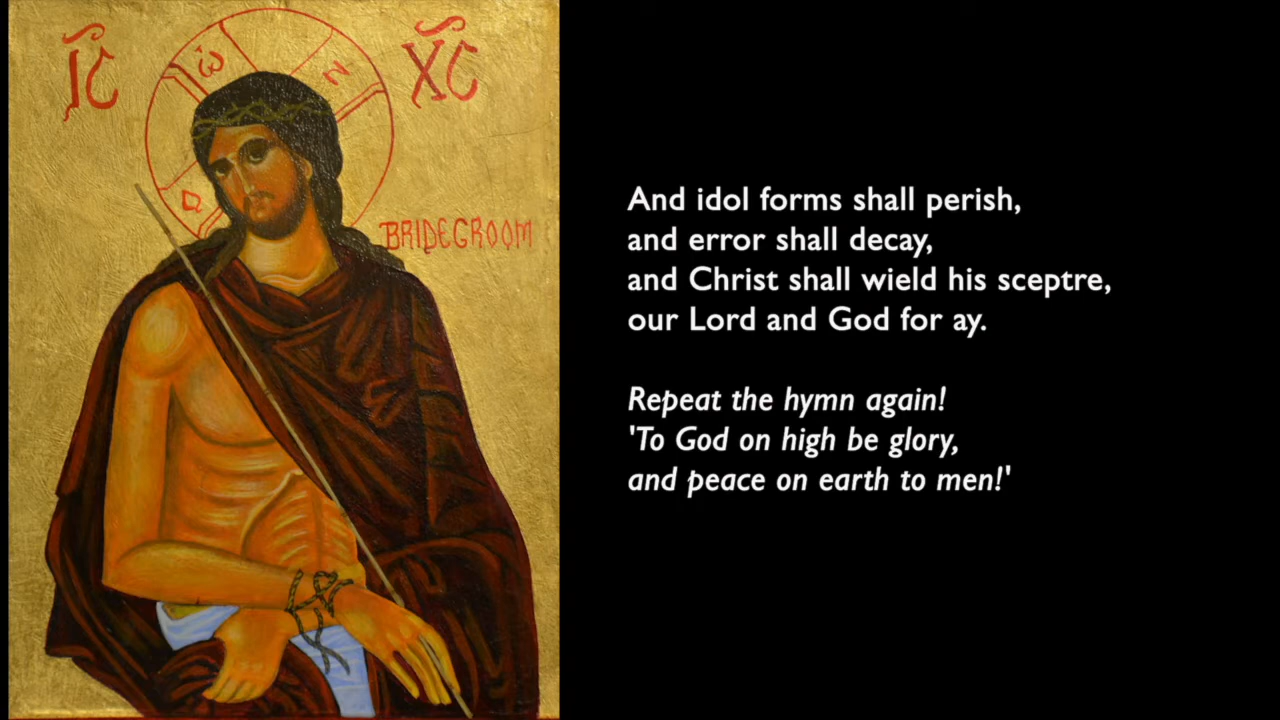 IC XC
ὁ ὤ Ν
BRIDEGROOM
And idol forms shall perish,
and error shall decay,
and Christ shall wield his sceptre,
our Lord and God for ay.
Repeat the hymn again!
'To God on high be glory,
and peace on earth to men!'